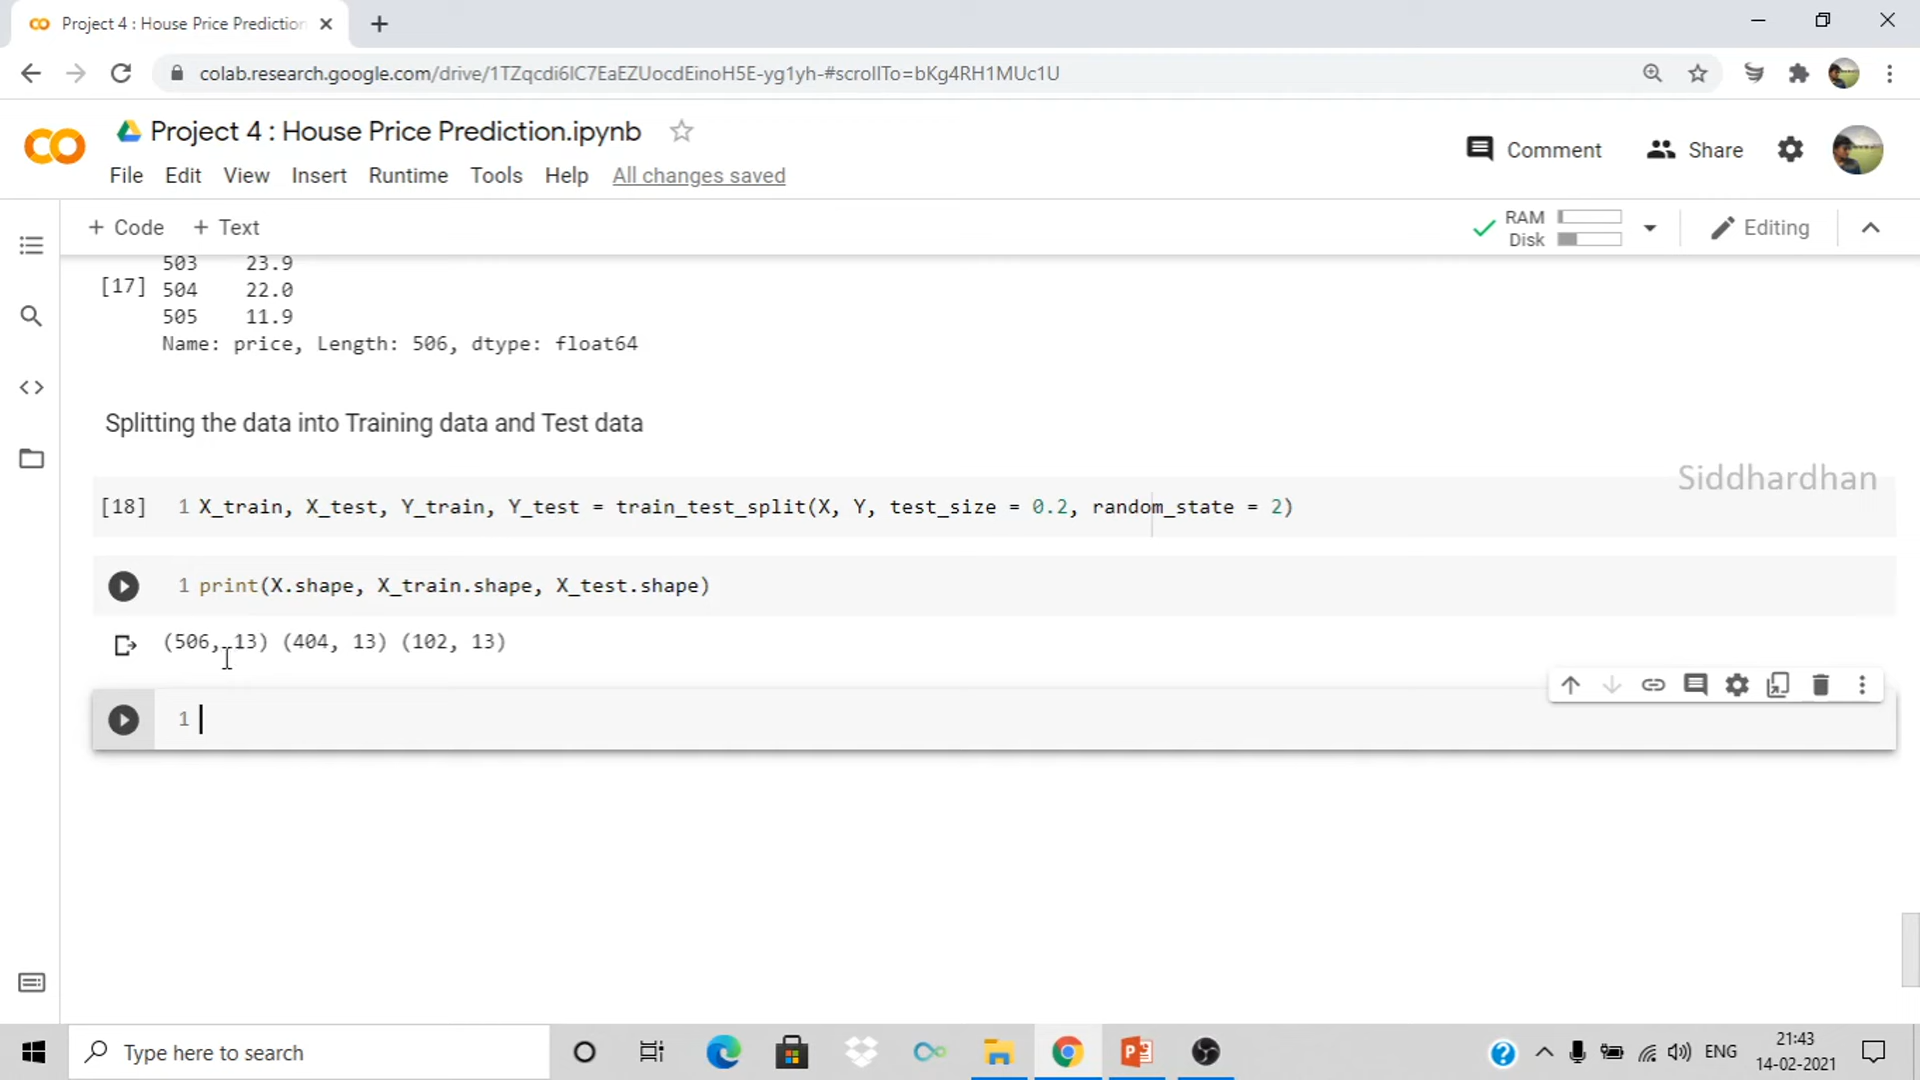 Project 4 : House Price Prediction
colab.research.google.com/drive/1TZqcdi6lC7EaEZUocdEinoH5E-yg1yh-#scrollTo=bKg4RH1MUc1U
Project 4 : House Price Prediction.ipynb
Comment
Share
File Edit View Insert Runtime Tools Help All changes saved
+ Code + Text
RAM
Disk
Editing
503 23.9
[17] 504 22.0
505 11.9
Name: price, Length: 506, dtype: float64
Splitting the data into Training data and Test data
Siddhardhan
[18] 1 X_train, X_test, Y_train, Y_test = train_test_split(X, Y, test_size = 0.2, random_state = 2)
1 print(X.shape, X_train.shape, X_test.shape)
(506, 13) (404, 13) (102, 13)
1
Type here to search
ENG
21:43
14-02-2021